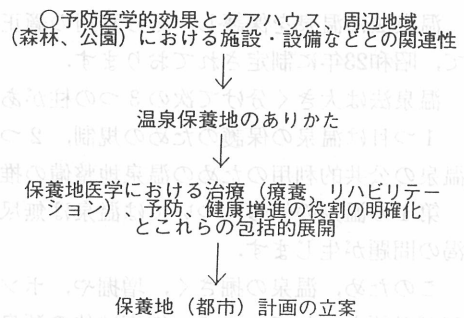 ○予防医学的効果とクアハウス、周辺地域
(森林、公園)における施設・設備などとの関連性
温泉保養地のありかた
保養地医学における治療(療養、リハビリテー
ション)、予防、健康増進の役割の明確化
とこれらの包括的展開
保養地(都市)計画の立案